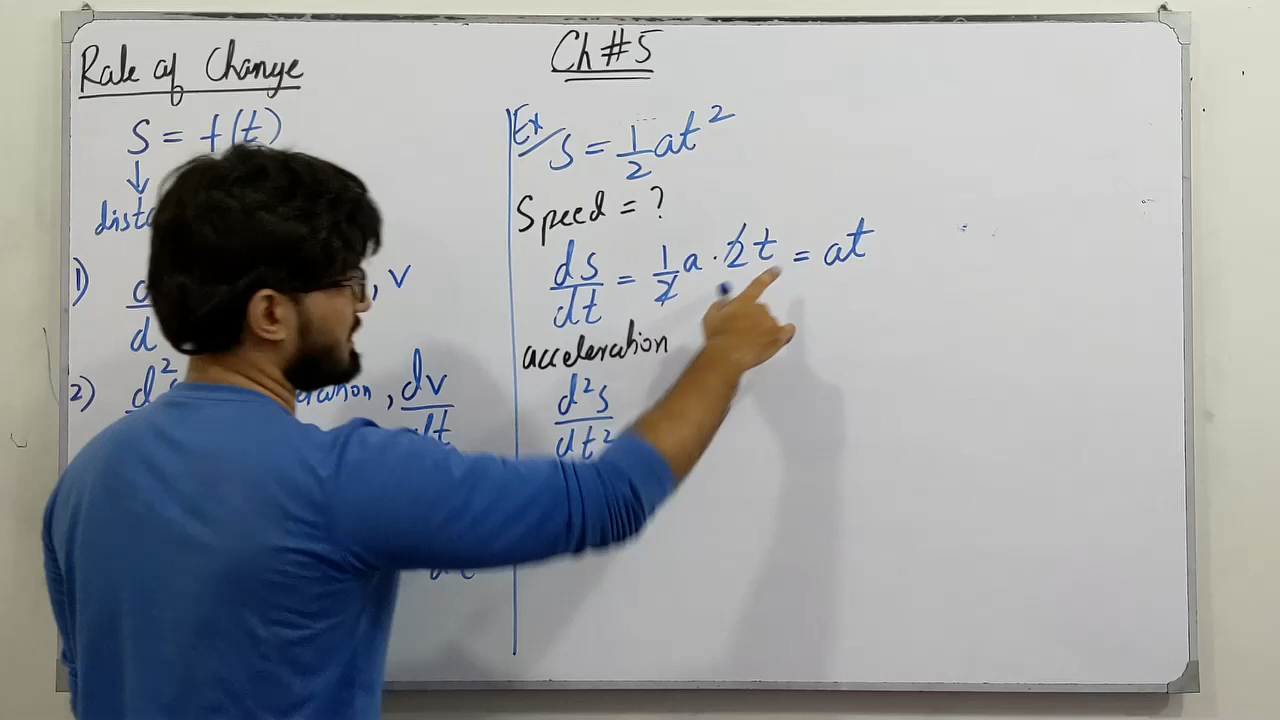 Rate of Change
S = f(t)
↓
1)
, v
2) d²
, dv
dt
Ch #5
Ex/ S = 1/2 at²
Speed = ?
ds/dt = 1/2 a · 2t = at
acceleration
d²s/dt²